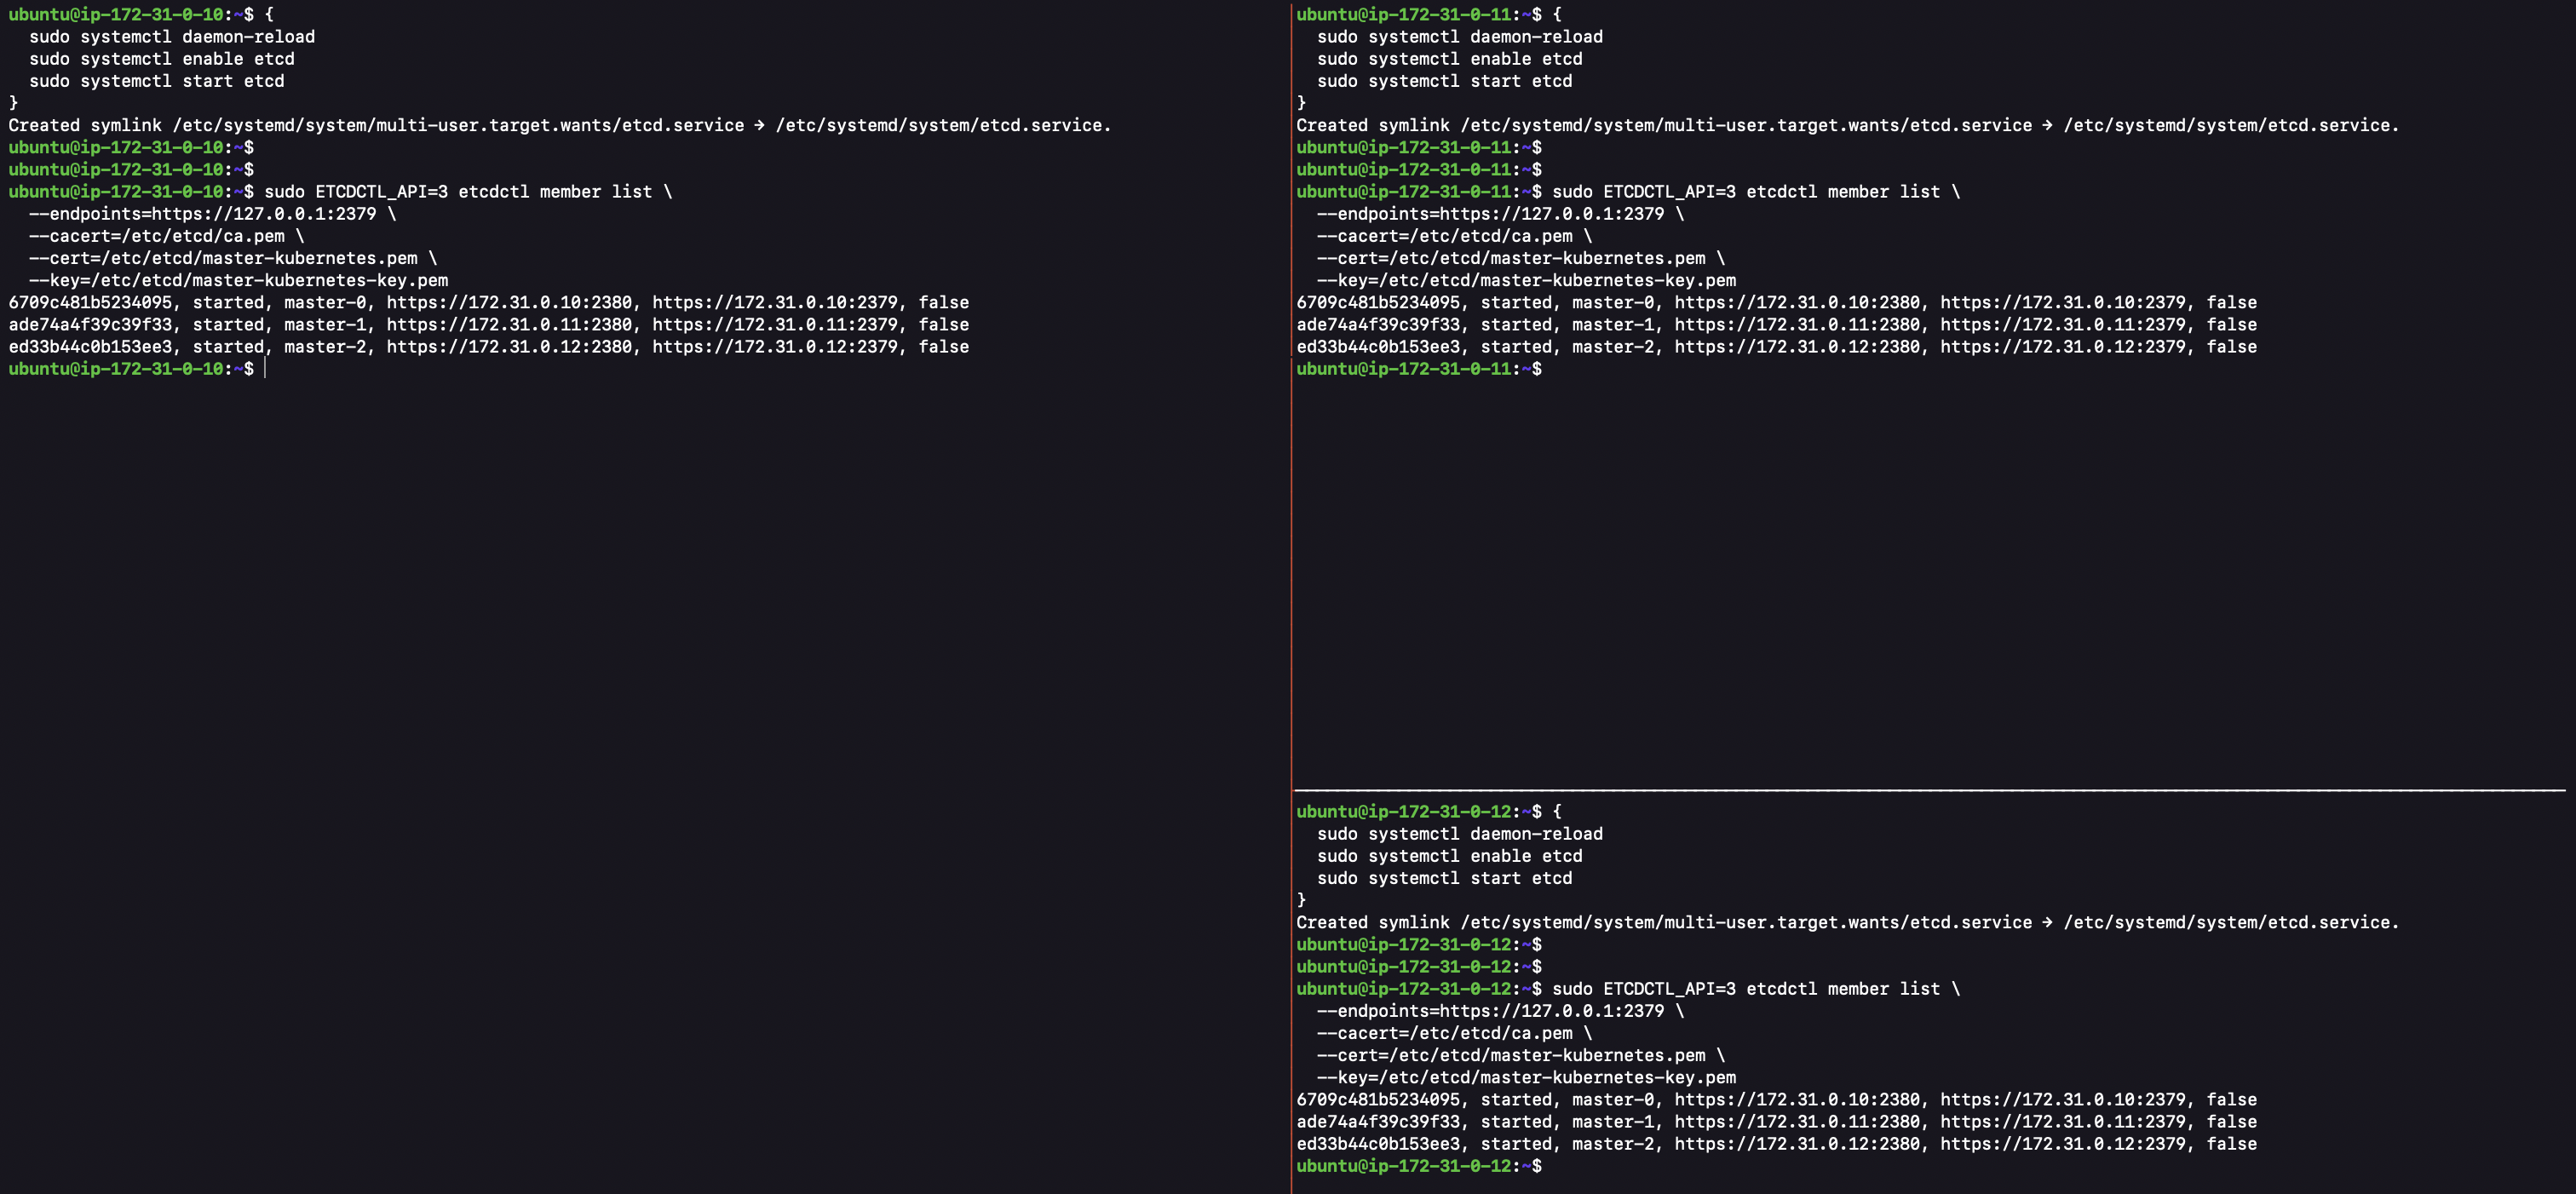 ubuntu@ip-172-31-0-10:~$ {
  sudo systemctl daemon-reload
  sudo systemctl enable etcd
  sudo systemctl start etcd
}
Created symlink /etc/systemd/system/multi-user.target.wants/etcd.service → /etc/systemd/system/etcd.service.
ubuntu@ip-172-31-0-10:~$
ubuntu@ip-172-31-0-10:~$
ubuntu@ip-172-31-0-10:~$ sudo ETCDCTL_API=3 etcdctl member list \
  --endpoints=https://127.0.0.1:2379 \
  --cacert=/etc/etcd/ca.pem \
  --cert=/etc/etcd/master-kubernetes.pem \
  --key=/etc/etcd/master-kubernetes-key.pem
6709c481b5234095, started, master-0, https://172.31.0.10:2380, https://172.31.0.10:2379, false
ade74a4f39c39f33, started, master-1, https://172.31.0.11:2380, https://172.31.0.11:2379, false
ed33b44c0b153ee3, started, master-2, https://172.31.0.12:2380, https://172.31.0.12:2379, false
ubuntu@ip-172-31-0-10:~$
ubuntu@ip-172-31-0-11:~$ {
  sudo systemctl daemon-reload
  sudo systemctl enable etcd
  sudo systemctl start etcd
}
Created symlink /etc/systemd/system/multi-user.target.wants/etcd.service → /etc/systemd/system/etcd.service.
ubuntu@ip-172-31-0-11:~$
ubuntu@ip-172-31-0-11:~$
ubuntu@ip-172-31-0-11:~$ sudo ETCDCTL_API=3 etcdctl member list \
  --endpoints=https://127.0.0.1:2379 \
  --cacert=/etc/etcd/ca.pem \
  --cert=/etc/etcd/master-kubernetes.pem \
  --key=/etc/etcd/master-kubernetes-key.pem
6709c481b5234095, started, master-0, https://172.31.0.10:2380, https://172.31.0.10:2379, false
ade74a4f39c39f33, started, master-1, https://172.31.0.11:2380, https://172.31.0.11:2379, false
ed33b44c0b153ee3, started, master-2, https://172.31.0.12:2380, https://172.31.0.12:2379, false
ubuntu@ip-172-31-0-11:~$
ubuntu@ip-172-31-0-12:~$ {
  sudo systemctl daemon-reload
  sudo systemctl enable etcd
  sudo systemctl start etcd
}
Created symlink /etc/systemd/system/multi-user.target.wants/etcd.service → /etc/systemd/system/etcd.service.
ubuntu@ip-172-31-0-12:~$
ubuntu@ip-172-31-0-12:~$
ubuntu@ip-172-31-0-12:~$ sudo ETCDCTL_API=3 etcdctl member list \
  --endpoints=https://127.0.0.1:2379 \
  --cacert=/etc/etcd/ca.pem \
  --cert=/etc/etcd/master-kubernetes.pem \
  --key=/etc/etcd/master-kubernetes-key.pem
6709c481b5234095, started, master-0, https://172.31.0.10:2380, https://172.31.0.10:2379, false
ade74a4f39c39f33, started, master-1, https://172.31.0.11:2380, https://172.31.0.11:2379, false
ed33b44c0b153ee3, started, master-2, https://172.31.0.12:2380, https://172.31.0.12:2379, false
ubuntu@ip-172-31-0-12:~$